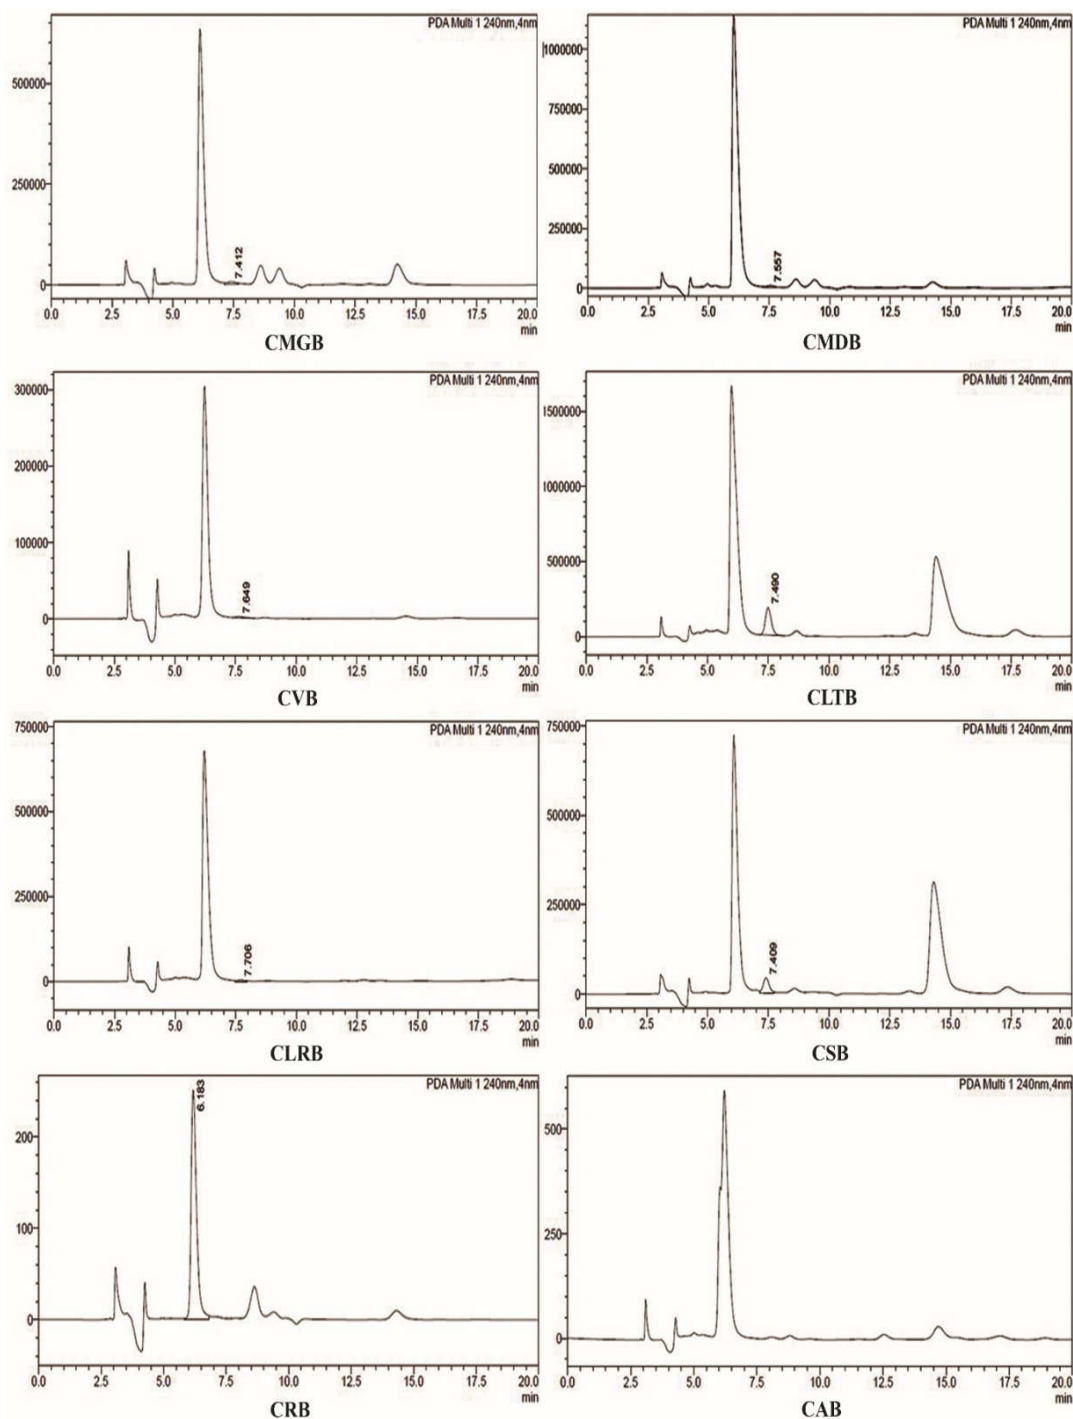 PDA Multi 1 240nm,4nm
500000
250000
0
7.412
0.0 2.5 5.0 7.5 10.0 12.5 15.0 17.5 20.0
min
CMGB
PDA Multi 1 240nm,4nm
1000000
750000
500000
250000
0
7.557
0.0 2.5 5.0 7.5 10.0 12.5 15.0 17.5 20.0
min
CMDB
PDA Multi 1 240nm,4nm
300000
200000
100000
0
7.649
0.0 2.5 5.0 7.5 10.0 12.5 15.0 17.5 20.0
min
CVB
PDA Multi 1 240nm,4nm
1500000
1000000
500000
0
7.490
0.0 2.5 5.0 7.5 10.0 12.5 15.0 17.5 20.0
min
CLTB
PDA Multi 1 240nm,4nm
750000
500000
250000
0
7.706
0.0 2.5 5.0 7.5 10.0 12.5 15.0 17.5 20.0
min
CLRB
PDA Multi 1 240nm,4nm
750000
500000
250000
0
7.409
0.0 2.5 5.0 7.5 10.0 12.5 15.0 17.5 20.0
min
CSB
PDA Multi 1 240nm,4nm
200
100
0
6.183
0.0 2.5 5.0 7.5 10.0 12.5 15.0 17.5 20.0
min
CRB
PDA Multi 1 240nm,4nm
500
250
0
0.0 2.5 5.0 7.5 10.0 12.5 15.0 17.5 20.0
min
CAB